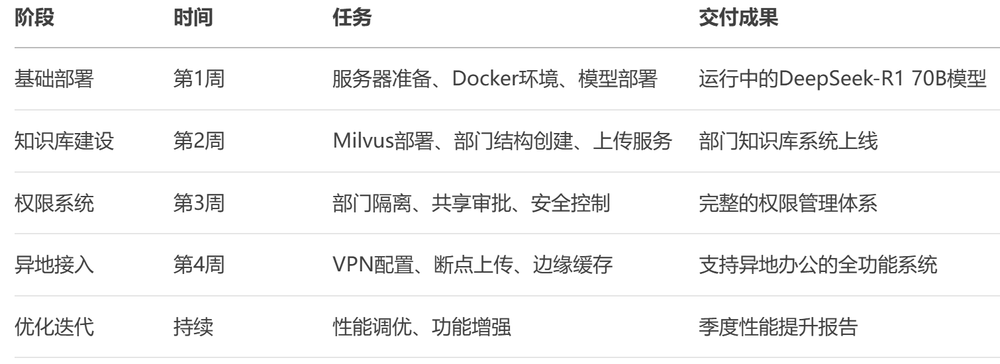 阶段 时间 任务 交付成果
基础部署 第1周 服务器准备、Docker环境、模型部署 运行中的DeepSeek-R1 70B模型
知识库建设 第2周 Milvus部署、部门结构创建、上传服务 部门知识库系统上线
权限系统 第3周 部门隔离、共享审批、安全控制 完整的权限管理体系
异地接入 第4周 VPN配置、断点上传、边缘缓存 支持异地办公的全功能系统
优化迭代 持续 性能调优、功能增强 季度性能提升报告